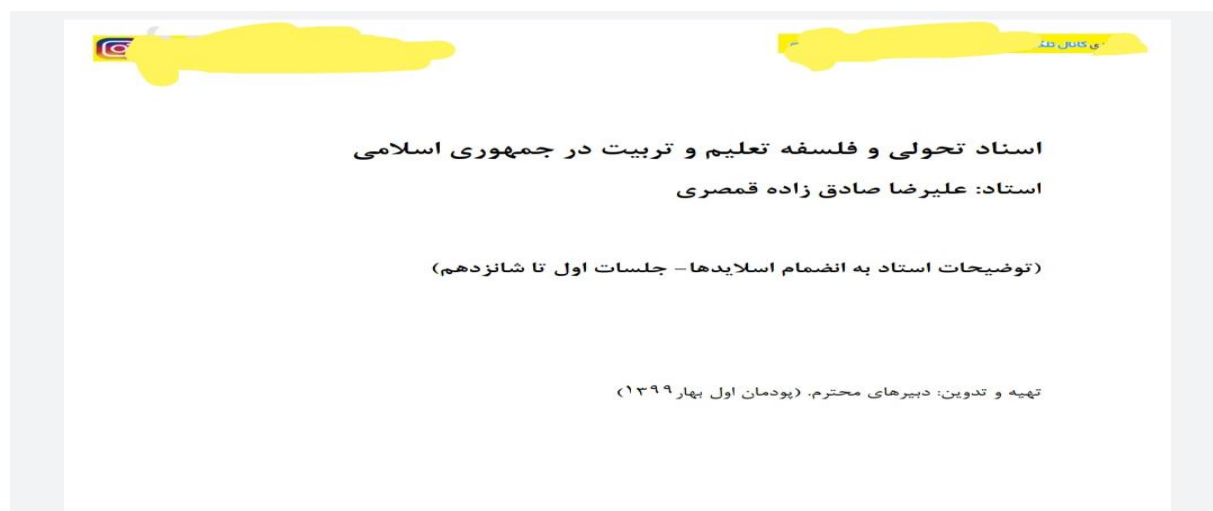 ی کانال
اسناد تحولی و فلسفه تعلیم و تربیت در جمهوری اسلامی
استاد: علیرضا صادق زاده قمصری
(توضیحات استاد به انضمام اسلایدها- جلسات اول تا شانزدهم)
تهیه و تدوین: دبیرهای محترم. (پودمان اول بهار ۱۳۹۹)